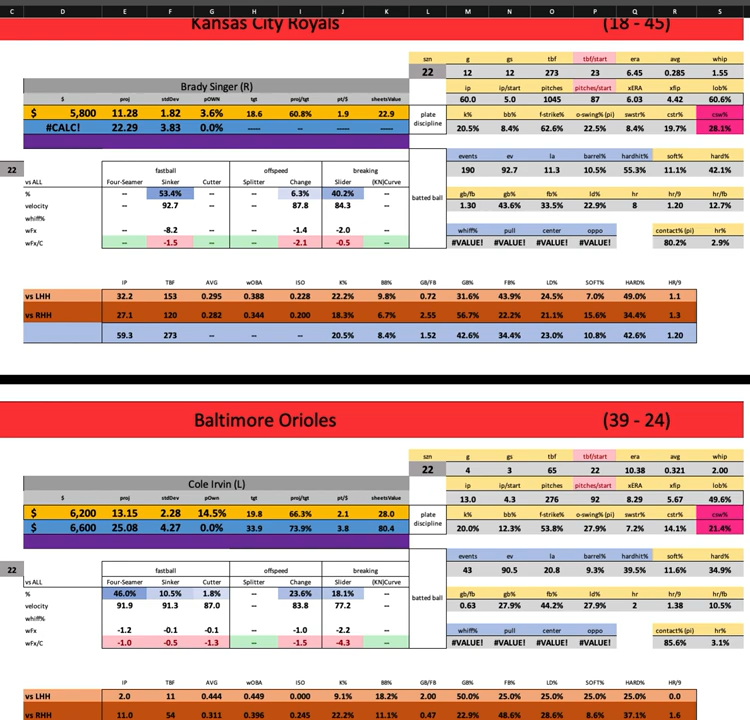 C D E F G H I J K L M N O P Q R S
Kansas City Royals (18 - 45)
szn g gs tbf tbf/start era avg whip
22 12 12 273 23 6.45 0.285 1.55
Brady Singer (R) ip ip/start pitches pitches/start xERA xfip lob%
$ proj stdDev pOWN tgt proj/tgt pt/$ sheetsValue 60.0 5.0 1045 87 6.03 4.42 60.6%
$ 5,800 11.28 1.82 3.6% 18.6 60.8% 1.9 22.9 plate discipline k% bb% f-strike% o-swing% (pi) swstr% cstr% csw%
#CALC! 22.29 3.83 0.0% ----- ----- ---- ----- 20.5% 8.4% 62.6% 22.5% 8.4% 19.7% 28.1%
events ev la barrel% hardhit% soft% hard%
22 fastball offspeed breaking 190 92.7 11.3 10.5% 55.3% 11.1% 42.1%
vs ALL Four-Seamer Sinker Cutter Splitter Change Slider (KN)Curve
% -- 53.4% -- -- 6.3% 40.2% -- batted ball gb/fb gb% fb% ld% hr hr/9 hr/fb
velocity -- 92.7 -- -- 87.8 84.3 -- 1.30 43.6% 33.5% 22.9% 8 1.20 12.7%
whiff%
wFx -- -8.2 -- -- -1.4 -2.0 -- whiff% pull center oppo contact% (pi) hr%
wFx/C -- -1.5 -- -- -2.1 -0.5 -- #VALUE! #VALUE! #VALUE! #VALUE! 80.2% 2.9%
IP TBF AVG wOBA ISO K% BB% GB/FB GB% FB% LD% SOFT% HARD% HR/9
vs LHH 32.2 153 0.295 0.388 0.228 22.2% 9.8% 0.72 31.6% 43.9% 24.5% 7.0% 49.0% 1.1
vs RHH 27.1 120 0.282 0.344 0.200 18.3% 6.7% 2.55 56.7% 22.2% 21.1% 15.6% 34.4% 1.3
59.3 273 -- -- -- 20.5% 8.4% 1.52 42.6% 34.4% 23.0% 10.8% 42.6% 1.20
Baltimore Orioles (39 - 24)
szn g gs tbf tbf/start era avg whip
22 4 3 65 22 10.38 0.321 2.00
Cole Irvin (L) ip ip/start pitches pitches/start xERA xfip lob%
$ proj stdDev pOwn tgt proj/tgt pt/$ sheetsValue 13.0 4.3 276 92 8.29 5.67 49.6%
$ 6,200 13.15 2.28 14.5% 19.8 66.3% 2.1 28.0 plate discipline k% bb% f-strike% o-swing% (pi) swstr% cstr% csw%
$ 6,600 25.08 4.27 0.0% 33.9 73.9% 3.8 80.4 20.0% 12.3% 53.8% 27.9% 7.2% 14.1% 21.4%
events ev la barrel% hardhit% soft% hard%
22 fastball offspeed breaking 43 90.5 20.8 9.3% 39.5% 11.6% 34.9%
vs ALL Four-Seamer Sinker Cutter Splitter Change Slider (KN)Curve
% 46.0% 10.5% 1.8% -- 23.6% 18.1% -- batted ball gb/fb gb% fb% ld% hr hr/9 hr/fb
velocity 91.9 91.3 87.0 -- 83.8 77.2 -- 0.63 27.9% 44.2% 27.9% 2 1.38 10.5%
whiff%
wFx -1.2 -0.1 -0.1 -- -1.0 -2.2 -- whiff% pull center oppo contact% (pi) hr%
wFx/C -1.0 -0.5 -1.3 -- -1.5 -4.3 -- #VALUE! #VALUE! #VALUE! #VALUE! 85.6% 3.1%
IP TBF AVG wOBA ISO K% BB% GB/FB GB% FB% LD% SOFT% HARD% HR/9
vs LHH 2.0 11 0.444 0.449 0.000 9.1% 18.2% 2.00 50.0% 25.0% 25.0% 25.0% 25.0% 0.0
vs RHH 11.0 54 0.311 0.396 0.245 22.2% 11.1% 0.47 22.9% 48.6% 28.6% 8.6% 37.1% 1.6